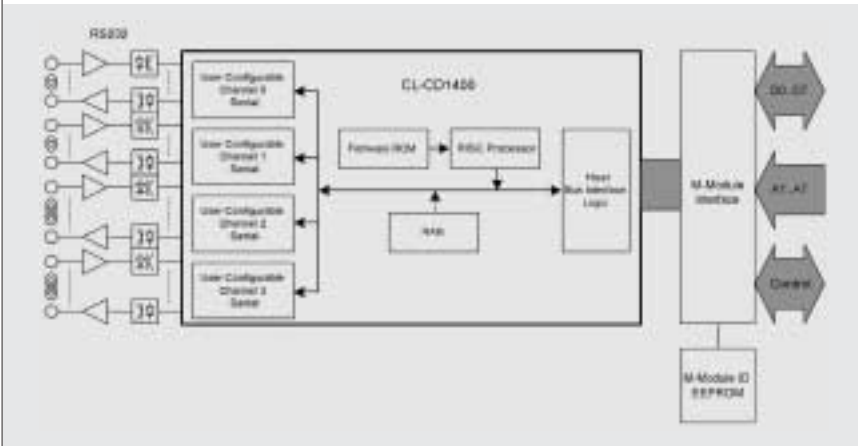 RS232
CL-CD1400
User Configurable
Channel 0
Serial
User Configurable
Channel 1
Serial
User Configurable
Channel 2
Serial
User Configurable
Channel 3
Serial
Firmware ROM
RISC Processor
RAM
Host
Bus Interface
Logic
M-Module
Interface
D0..D7
A1..A7
Control
M-Module ID
EEPROM